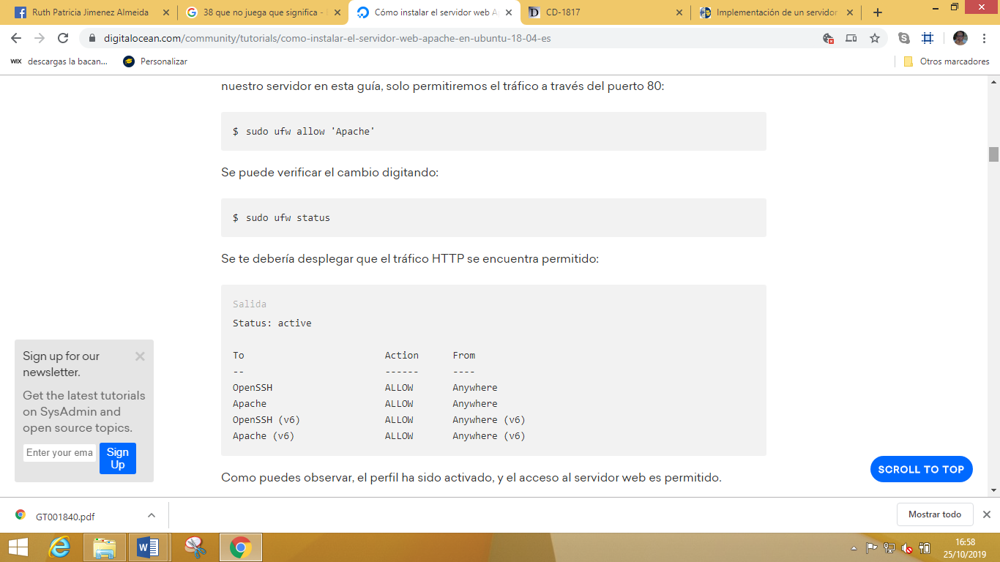 Ruth Patricia Jimenez Almeida
38 que no juega que significa -
Cómo instalar el servidor web A
CD-1817
Implementación de un servidor
digitalocean.com/community/tutorials/como-instalar-el-servidor-web-apache-en-ubuntu-18-04-es
WIX descargas la bacan...
Personalizar
Otros marcadores
nuestro servidor en esta guía, solo permitiremos el tráfico a través del puerto 80:
$ sudo ufw allow 'Apache'
Se puede verificar el cambio digitando:
$ sudo ufw status
Se te debería desplegar que el tráfico HTTP se encuentra permitido:
Salida
Status: active
To Action From
-- ------ ----
OpenSSH ALLOW Anywhere
Apache ALLOW Anywhere
OpenSSH (v6) ALLOW Anywhere (v6)
Apache (v6) ALLOW Anywhere (v6)
Como puedes observar, el perfil ha sido activado, y el acceso al servidor web es permitido.
Sign up for our
newsletter.
Get the latest tutorials
on SysAdmin and
open source topics.
Enter your ema
Sign
Up
SCROLL TO TOP
GT001840.pdf
Mostrar todo
16:58
25/10/2019